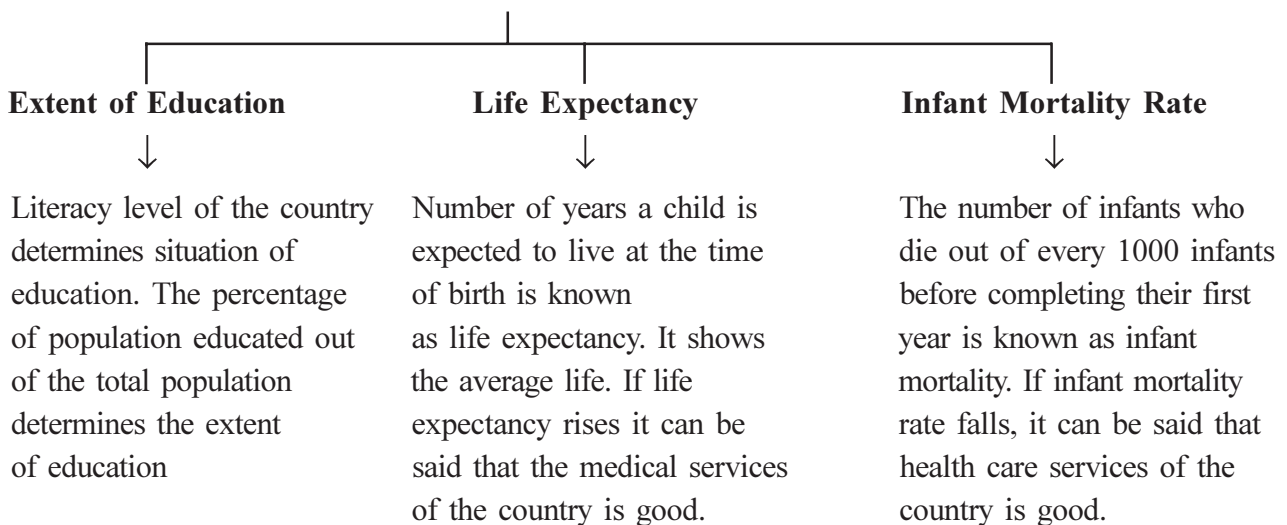 Extent of Education
Life Expectancy
Infant Mortality Rate
Literacy level of the country
determines situation of
education. The percentage
of population educated out
of the total population
determines the extent
of education
Number of years a child is
expected to live at the time
of birth is known
as life expectancy. It shows
the average life. If life
expectancy rises it can be
said that the medical services
of the country is good.
The number of infants who
die out of every 1000 infants
before completing their first
year is known as infant
mortality. If infant mortality
rate falls, it can be said that
health care services of the
country is good.